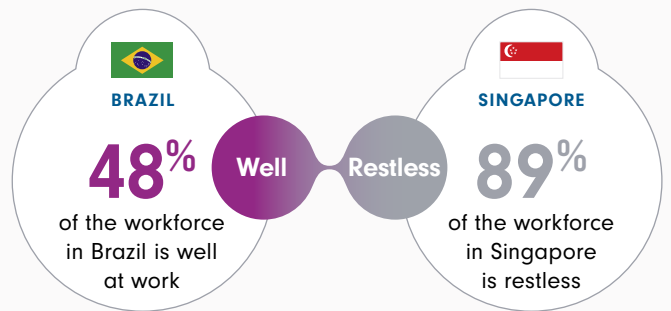 BRAZIL
48%
of the workforce
in Brazil is well
at work
Well
Restless
SINGAPORE
89%
of the workforce
in Singapore
is restless